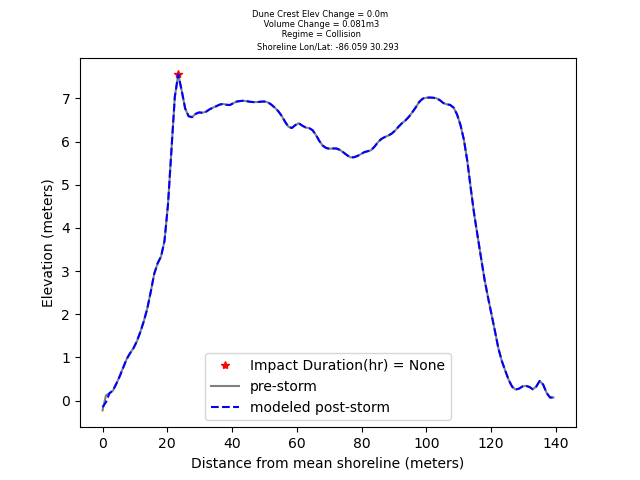 Dune Crest Elev Change = 0.0m
Volume Change = 0.081m3
Regime = Collision
Shoreline Lon/Lat: -86.059 30.293
7
6
5
4
3
2
1
0
Elevation (meters)
Impact Duration(hr) = None
pre-storm
modeled post-storm
0 20 40 60 80 100 120 140
Distance from mean shoreline (meters)